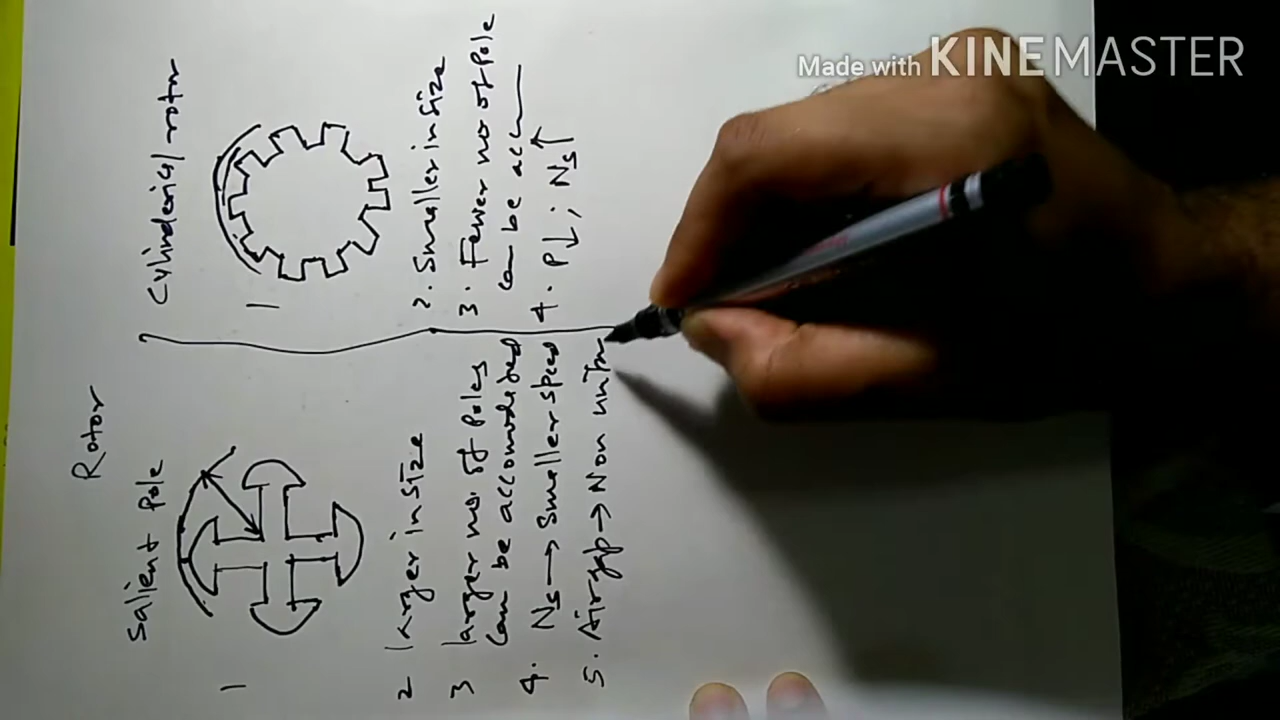 Made with KINEMASTER
Rotor
Salient Pole
1
2 larger in size
3 larger no. of Poles
can be accomodated
4. Ns → Smaller speed
5. Airgap → Non unifor
Cylinderical rotor
1
2. Smaller in size
3. Fewer no of Pole
can be acc
4. P↓; Ns↑